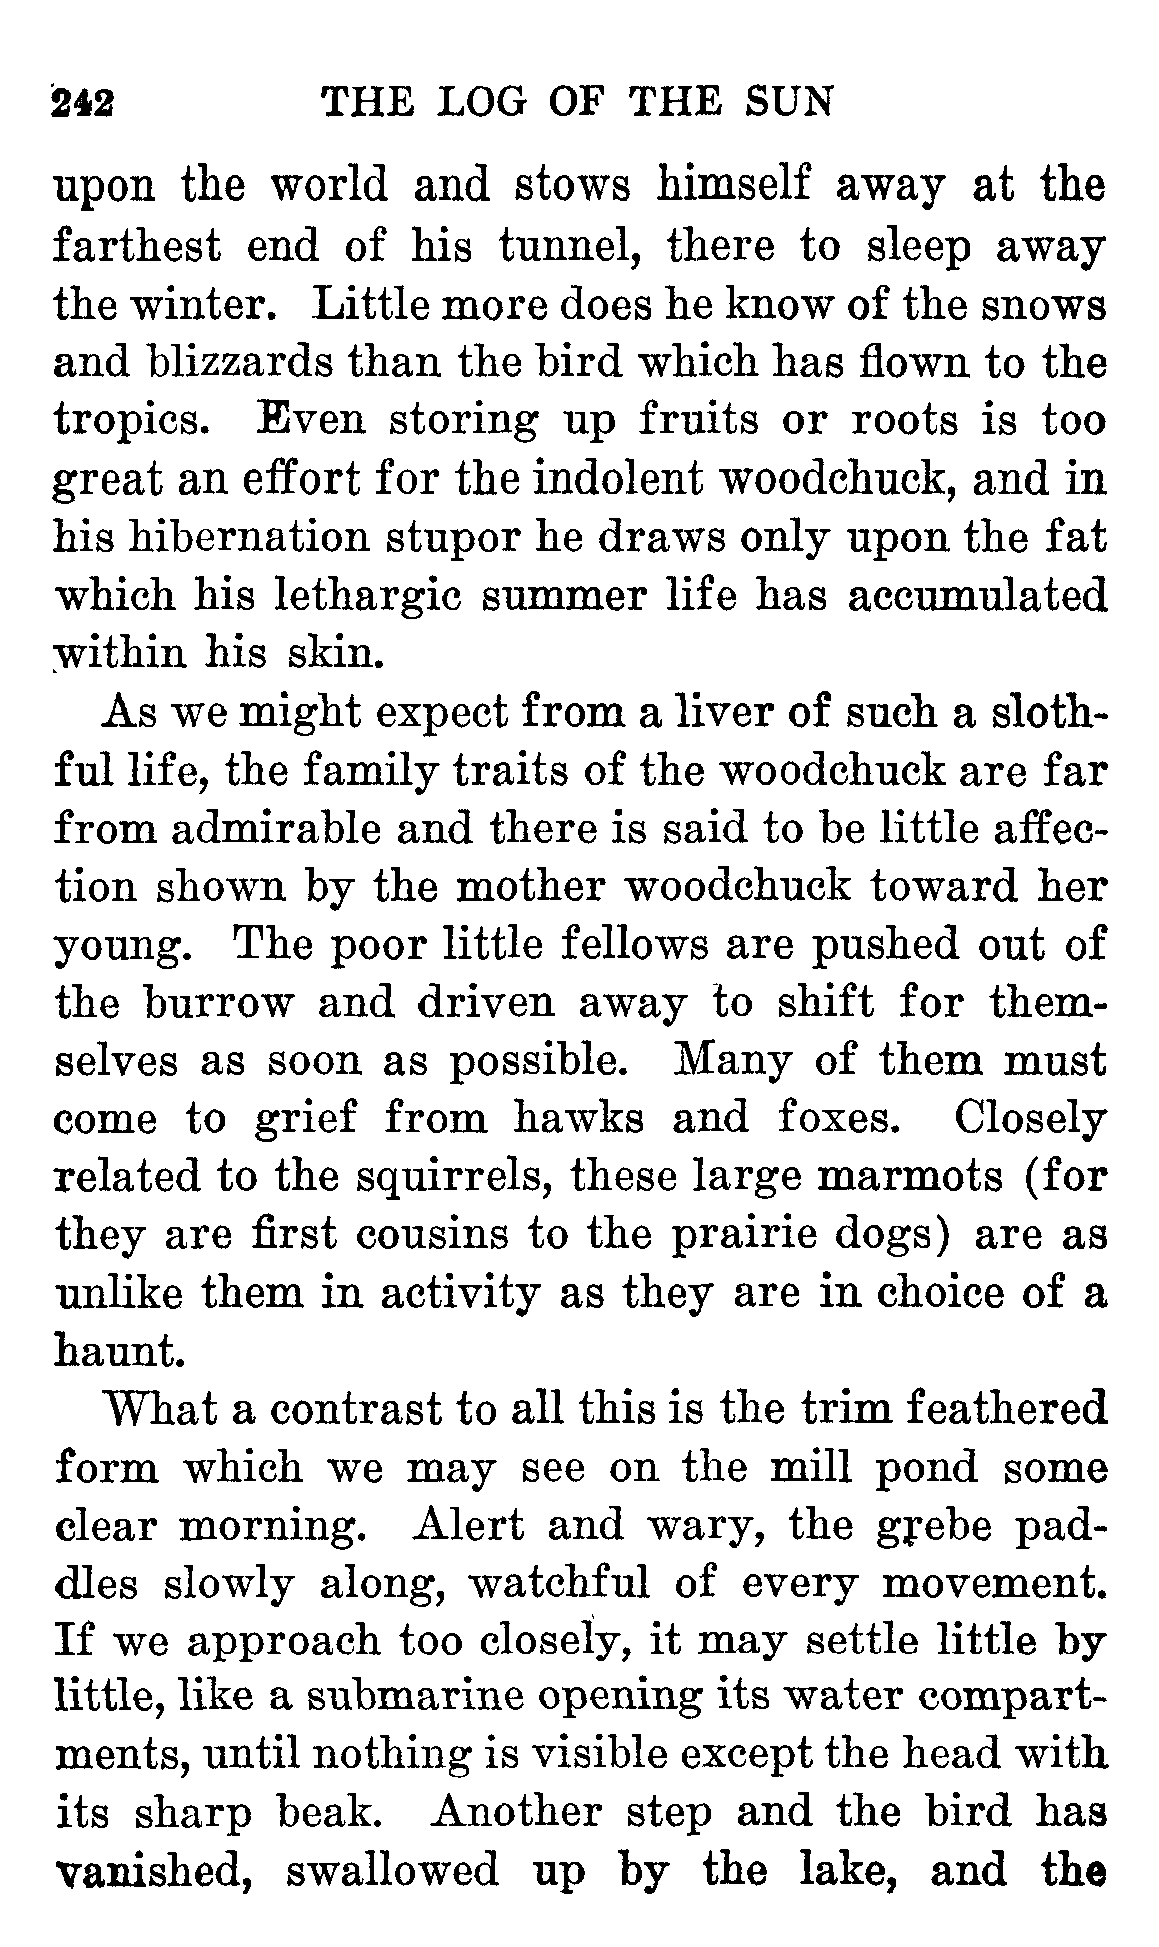 242 THE LOG OF THE SUN
upon the world and stows himself away at the
farthest end of his tunnel, there to sleep away
the winter. Little more does he know of the snows
and blizzards than the bird which has flown to the
tropics. Even storing up fruits or roots is too
great an effort for the indolent woodchuck, and in
his hibernation stupor he draws only upon the fat
which his lethargic summer life has accumulated
within his skin.
As we might expect from a liver of such a sloth-
ful life, the family traits of the woodchuck are far
from admirable and there is said to be little affec-
tion shown by the mother woodchuck toward her
young. The poor little fellows are pushed out of
the burrow and driven away to shift for them-
selves as soon as possible. Many of them must
come to grief from hawks and foxes. Closely
related to the squirrels, these large marmots (for
they are first cousins to the prairie dogs) are as
unlike them in activity as they are in choice of a
haunt.
What a contrast to all this is the trim feathered
form which we may see on the mill pond some
clear morning. Alert and wary, the grebe pad-
dles slowly along, watchful of every movement.
If we approach too closely, it may settle little by
little, like a submarine opening its water compart-
ments, until nothing is visible except the head with
its sharp beak. Another step and the bird has
vanished, swallowed up by the lake, and the